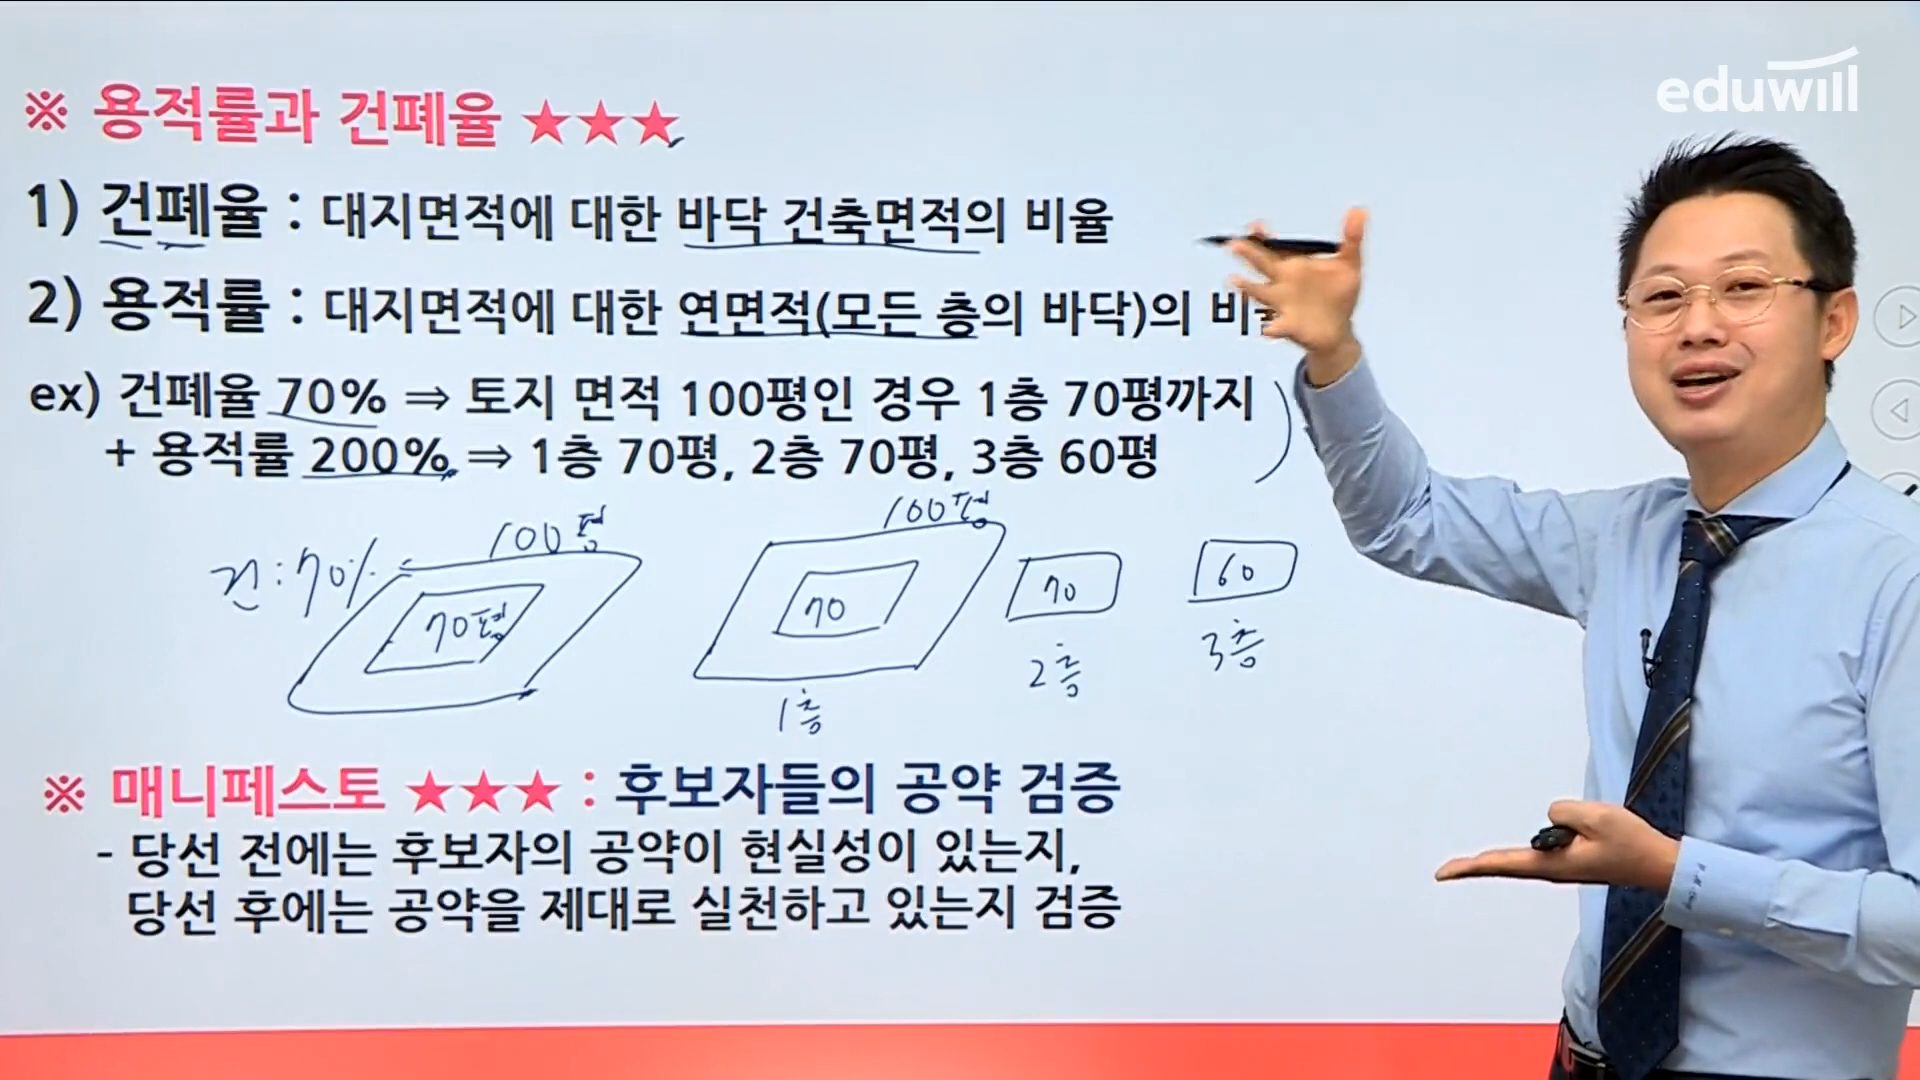 eduwill
※ 용적률과 건폐율 ★★★
1) 건폐율 : 대지면적에 대한 바닥 건축면적의 비율
2) 용적률 : 대지면적에 대한 연면적(모든 층의 바닥)의 비
ex) 건폐율 70% ⇒ 토지 면적 100평인 경우 1층 70평까지
+ 용적률 200% ⇒ 1층 70평, 2층 70평, 3층 60평
건:70%
100평
70평
100평
70
1층
70
2층
60
3층
※ 매니페스토 ★★★ : 후보자들의 공약 검증
- 당선 전에는 후보자의 공약이 현실성이 있는지,
당선 후에는 공약을 제대로 실천하고 있는지 검증